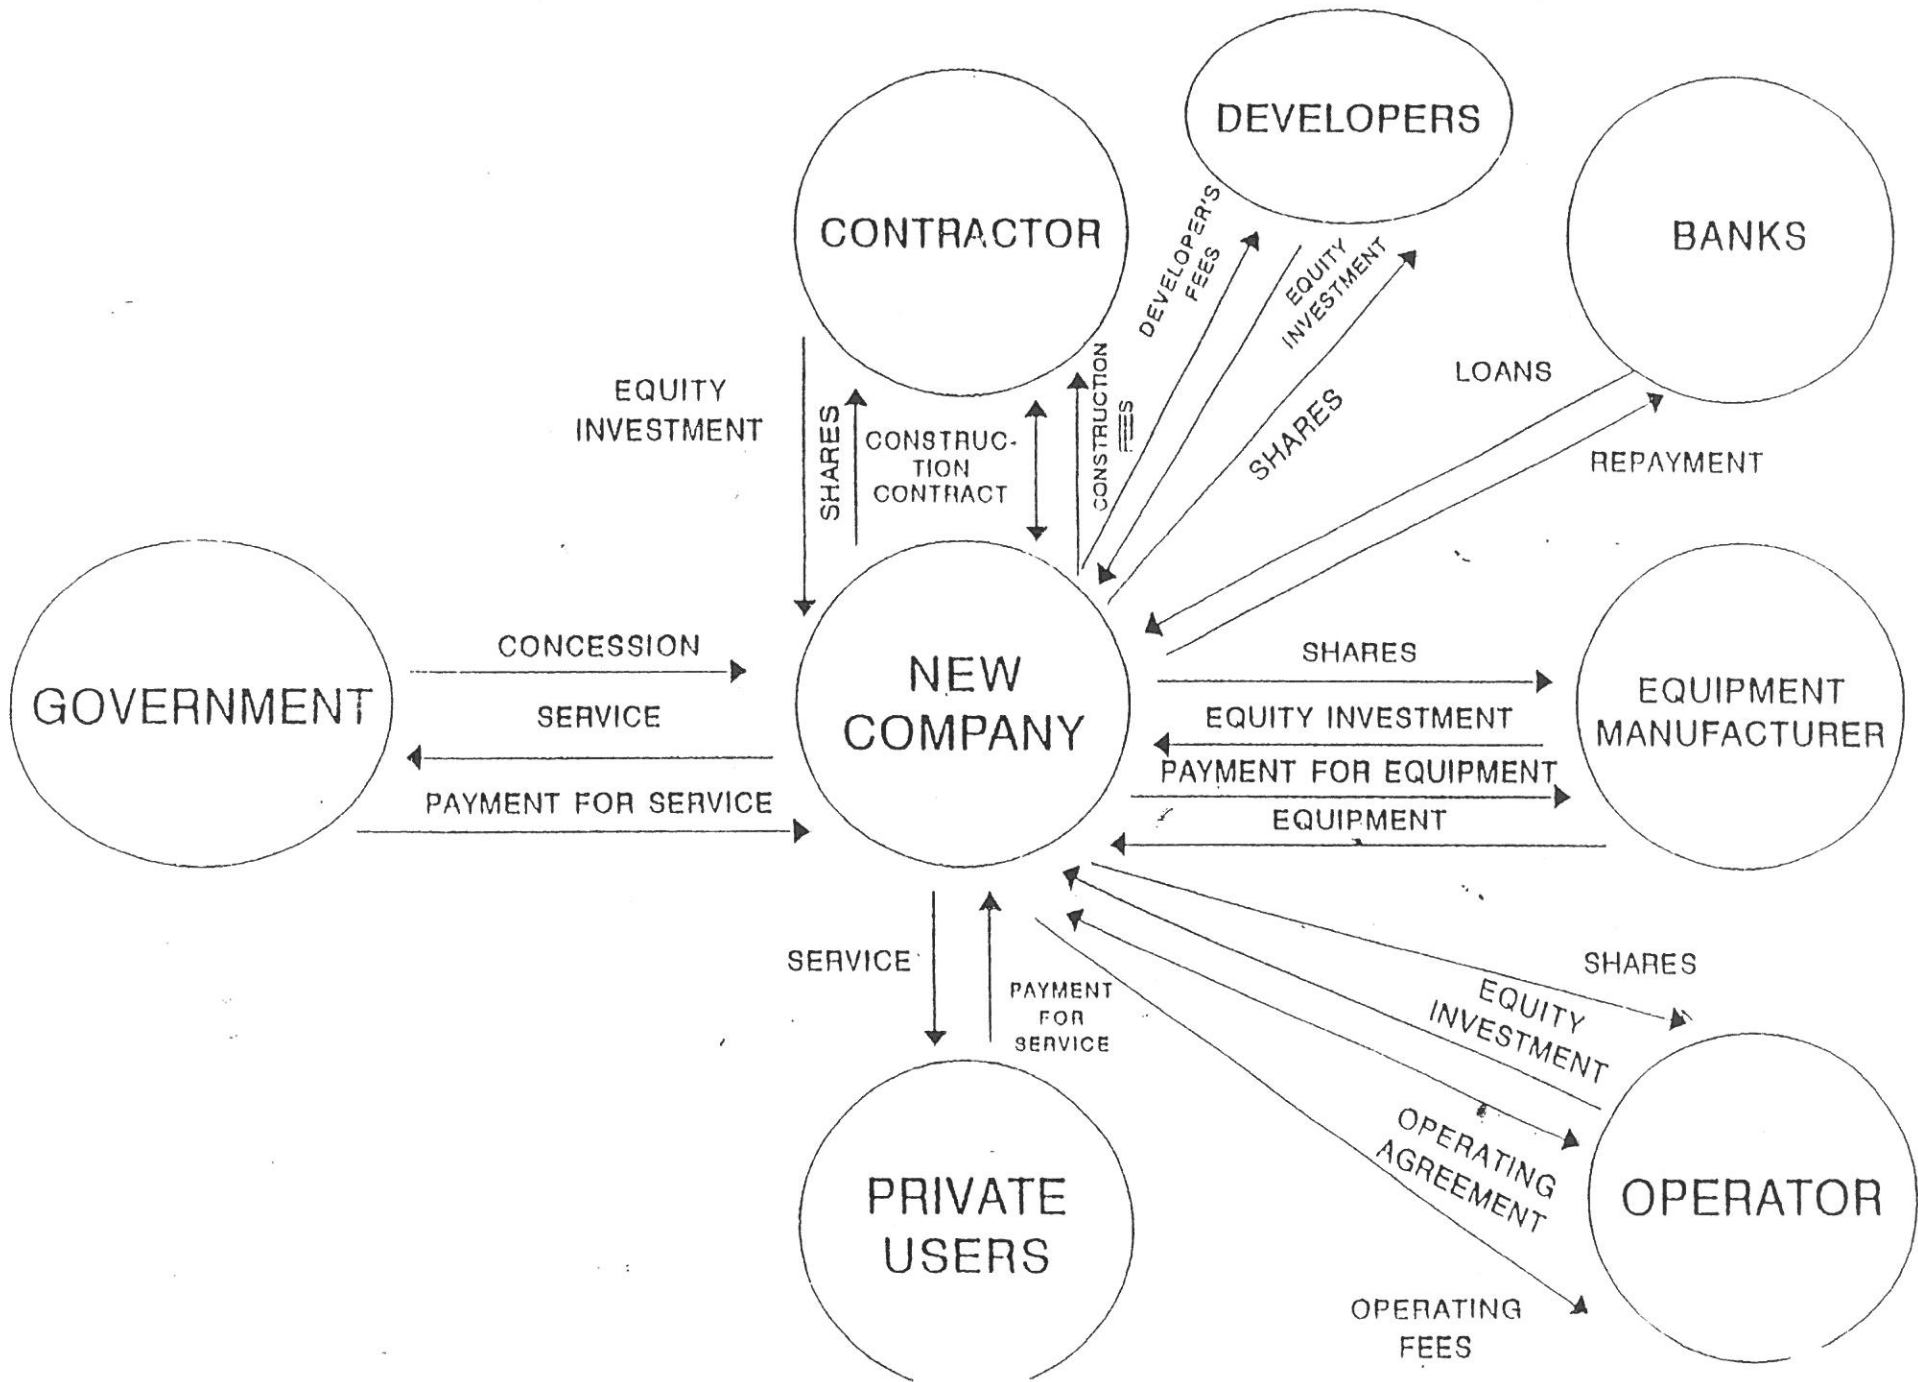 DEVELOPERS
CONTRACTOR
BANKS
DEVELOPER'S
FEES
EQUITY
INVESTMENT
SHARES
LOANS
REPAYMENT
EQUITY
INVESTMENT
SHARES
CONSTRUC-
TION
CONTRACT
CONSTRUCTION
FEES
GOVERNMENT
CONCESSION
SERVICE
PAYMENT FOR SERVICE
NEW
COMPANY
SHARES
EQUITY INVESTMENT
PAYMENT FOR EQUIPMENT
EQUIPMENT
EQUIPMENT
MANUFACTURER
SERVICE
PAYMENT
FOR
SERVICE
SHARES
EQUITY
INVESTMENT
OPERATING
AGREEMENT
OPERATING
FEES
PRIVATE
USERS
OPERATOR